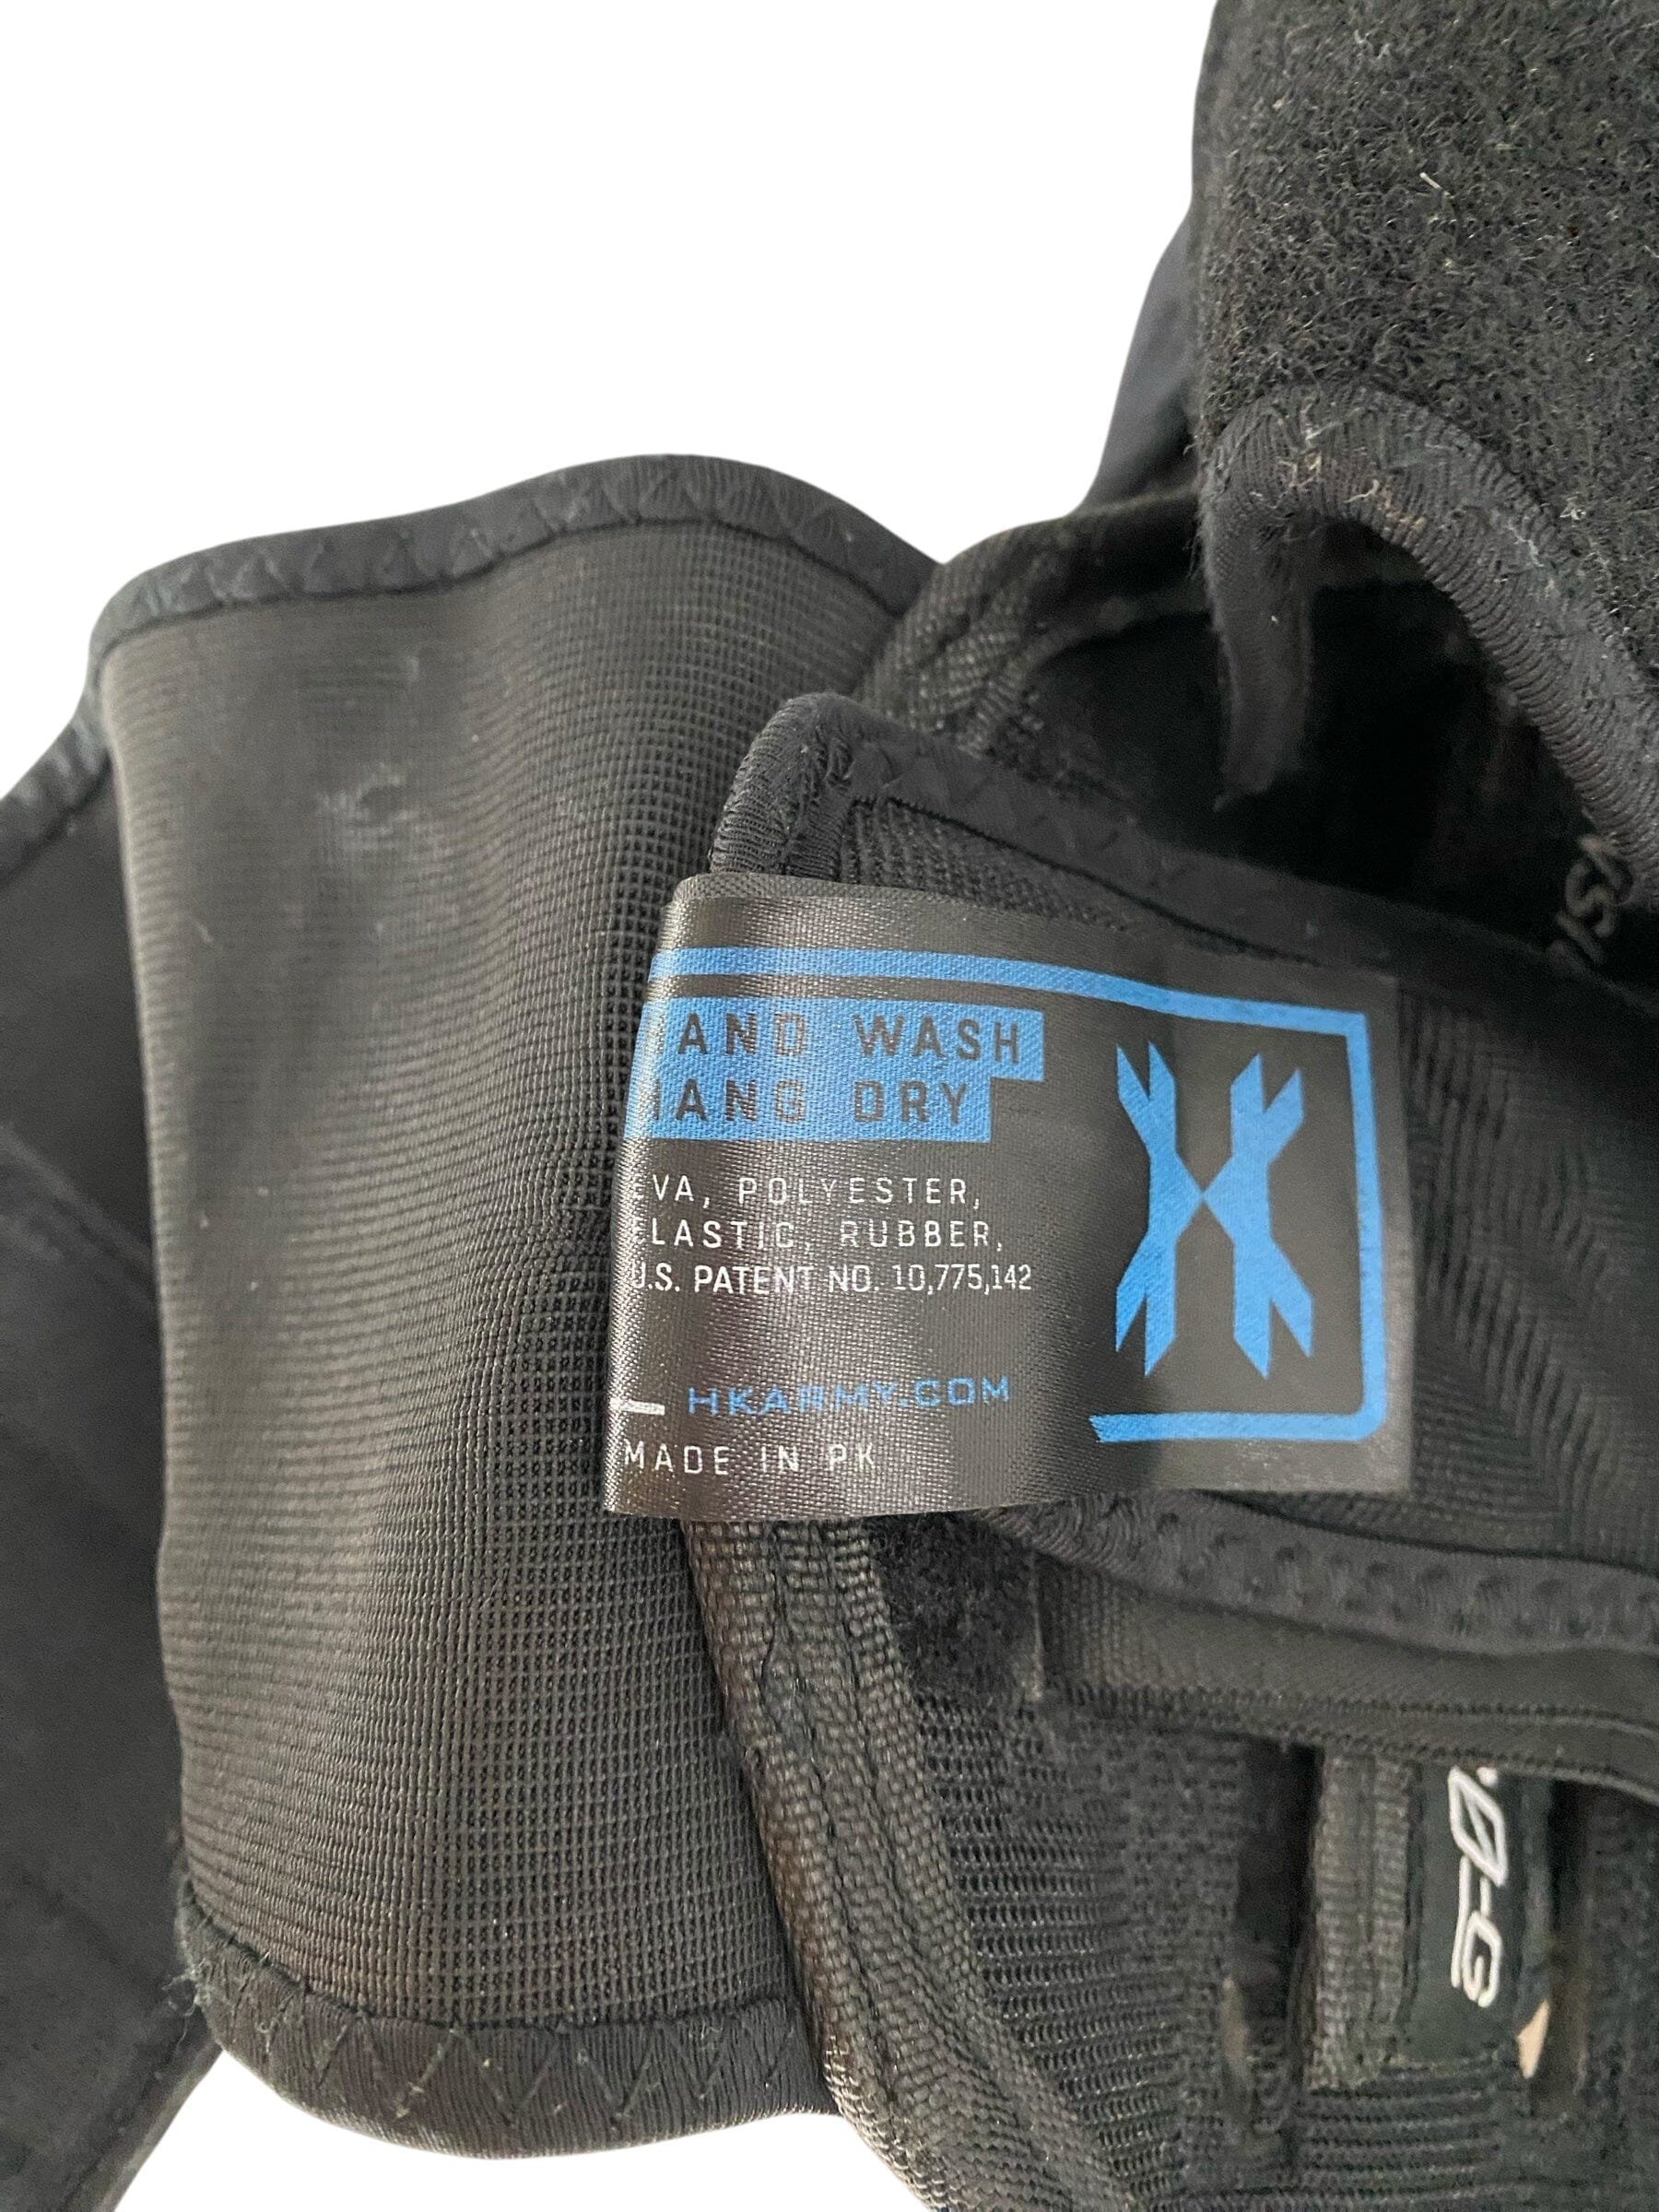 HAND WASH
HANG DRY
EVA, POLYESTER,
ELASTIC, RUBBER,
U.S. PATENT NO. 10,775,142
HKARMY.COM
MADE IN PK